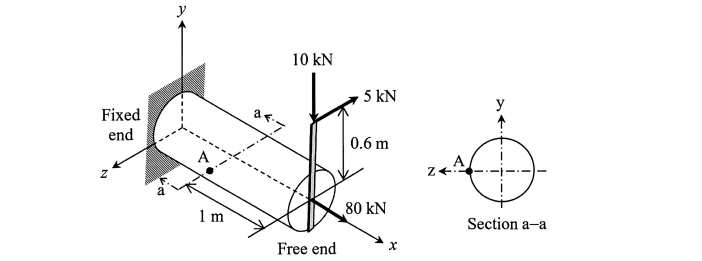 y
10 kN
5 kN
Fixed
end
a
0.6 m
A
z
a
1 m
80 kN
Free end
x
y
z
A
Section a–a